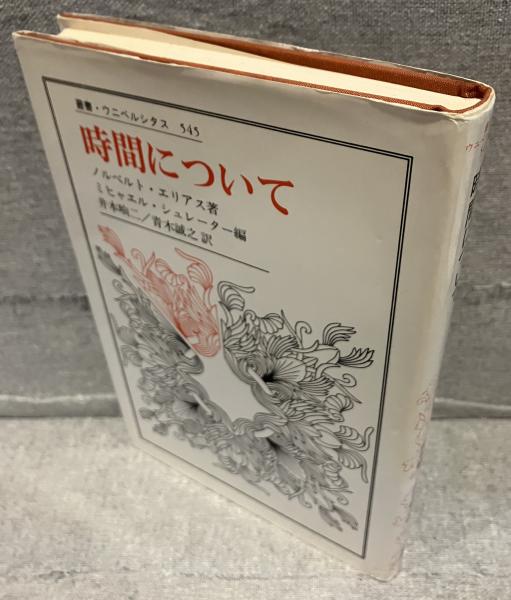 叢書・ウニベルシタス 545
時間について
ノルベルト・エリアス著
ミヒャエル・シュレーター編
井本晌二／青木誠之訳